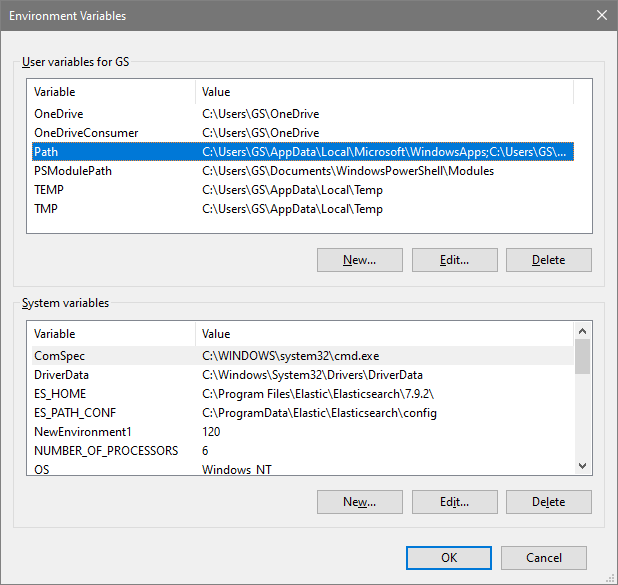 Environment Variables
User variables for GS
Variable Value
OneDrive C:\Users\GS\OneDrive
OneDriveConsumer C:\Users\GS\OneDrive
Path C:\Users\GS\AppData\Local\Microsoft\WindowsApps;C:\Users\GS\...
PSModulePath C:\Users\GS\Documents\WindowsPowerShell\Modules
TEMP C:\Users\GS\AppData\Local\Temp
TMP C:\Users\GS\AppData\Local\Temp
New... Edit... Delete
System variables
Variable Value
ComSpec C:\WINDOWS\system32\cmd.exe
DriverData C:\Windows\System32\Drivers\DriverData
ES_HOME C:\Program Files\Elastic\Elasticsearch\7.9.2\
ES_PATH_CONF C:\ProgramData\Elastic\Elasticsearch\config
NewEnvironment1 120
NUMBER_OF_PROCESSORS 6
OS Windows_NT
New... Edit... Delete
OK Cancel